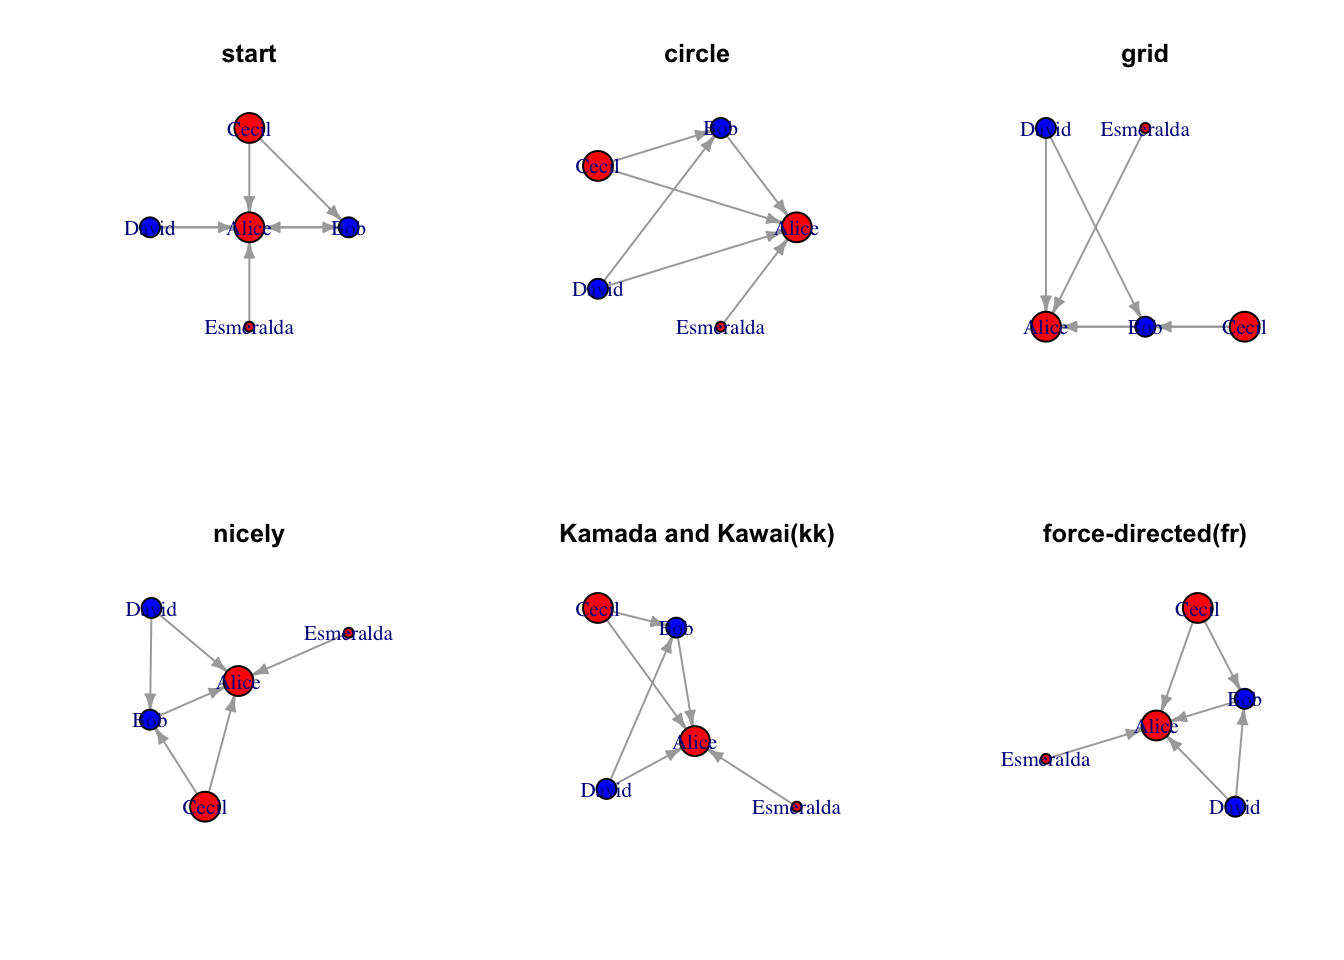 start
Cecil
David
Alice
Bob
Esmeralda
circle
Bob
Cecil
Alice
David
Esmeralda
grid
David
Esmeralda
Alice
Bob
Cecil
nicely
David
Esmeralda
Alice
Bob
Cecil
Kamada and Kawai(kk)
Cecil
Bob
Alice
David
Esmeralda
force-directed(fr)
Cecil
Bob
Alice
Esmeralda
David